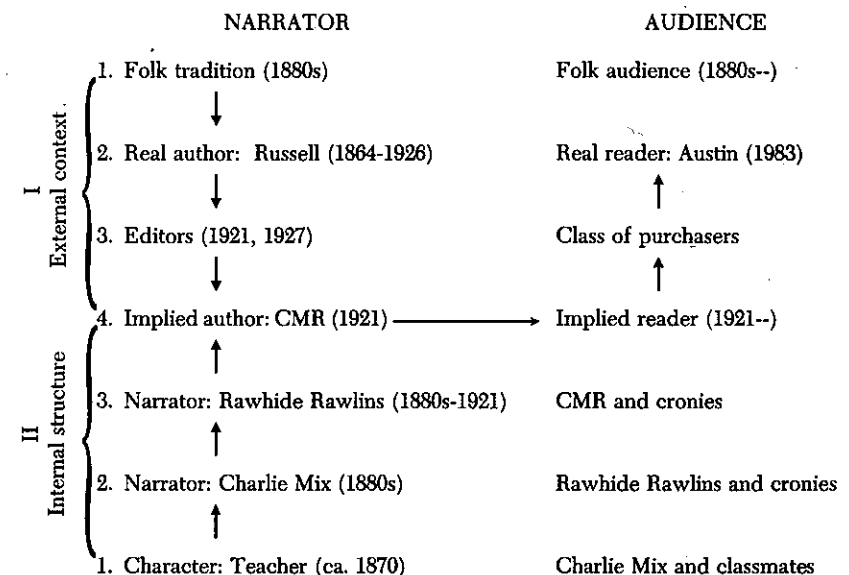 NARRATOR AUDIENCE
1. Folk tradition (1880s) Folk audience (1880s--)
2. Real author: Russell (1864-1926) Real reader: Austin (1983)
3. Editors (1921, 1927) Class of purchasers
I
External context
4. Implied author: CMR (1921) Implied reader (1921--)
3. Narrator: Rawhide Rawlins (1880s-1921) CMR and cronies
II
Internal structure
2. Narrator: Charlie Mix (1880s) Rawhide Rawlins and cronies
1. Character: Teacher (ca. 1870) Charlie Mix and classmates